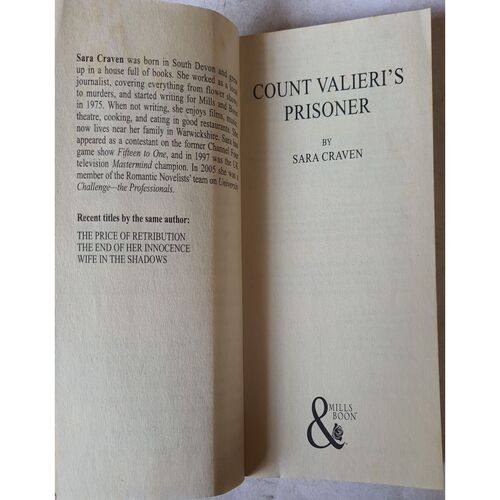 Sara Craven was born in South Devon and grew
up in a house full of books. She worked as a local
journalist, covering everything from flower shows
to murders, and started writing for Mills and Boon
in 1975. When not writing, she enjoys films, music,
theatre, cooking, and eating in good restaurants. She
now lives near her family in Warwickshire. Sara has
appeared as a contestant on the former Channel Four
game show Fifteen to One, and in 1997 was the UK
television Mastermind champion. In 2005 she was a
member of the Romantic Novelists' team on University
Challenge—the Professionals.
Recent titles by the same author:
THE PRICE OF RETRIBUTION
THE END OF HER INNOCENCE
WIFE IN THE SHADOWS
COUNT VALIERI'S
PRISONER
BY
SARA CRAVEN
&
MILLS
BOON